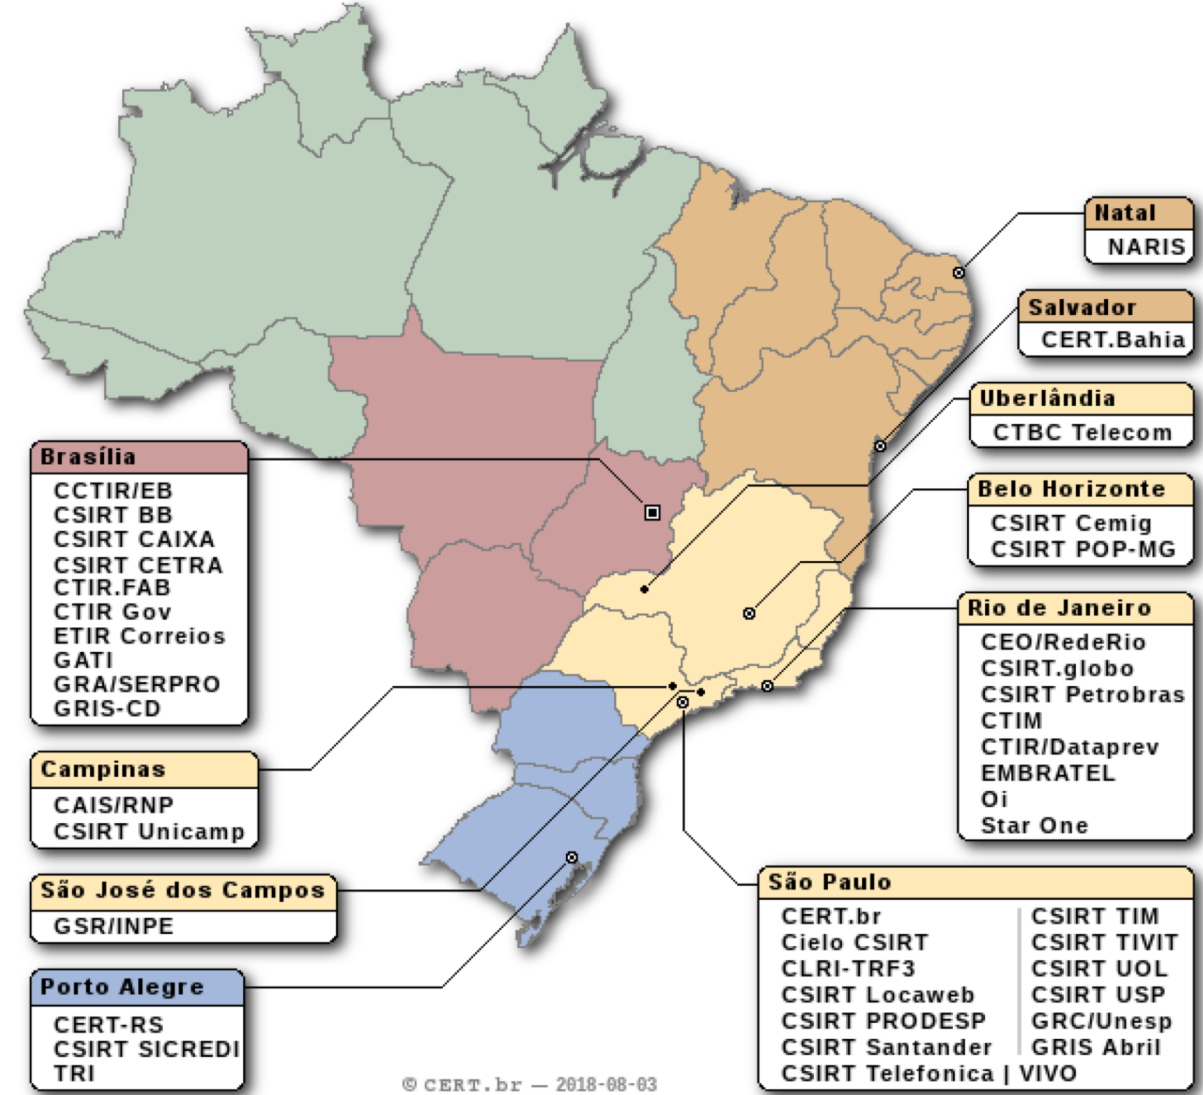 Natal
NARIS
Salvador
CERT.Bahia
Uberlândia
CTBC Telecom
Belo Horizonte
CSIRT Cemig
CSIRT POP-MG
Rio de Janeiro
CEO/RedeRio
CSIRT.globo
CSIRT Petrobras
CTIM
CTIR/Dataprev
EMBRATEL
Oi
Star One
Brasília
CCTIR/EB
CSIRT BB
CSIRT CAIXA
CSIRT CETRA
CTIR.FAB
CTIR Gov
ETIR Correios
GATI
GRA/SERPRO
GRIS-CD
Campinas
CAIS/RNP
CSIRT Unicamp
São José dos Campos
GSR/INPE
Porto Alegre
CERT-RS
CSIRT SICREDI
TRI
São Paulo
CERT.br
Cielo CSIRT
CLRI-TRF3
CSIRT Locaweb
CSIRT PRODESP
CSIRT Santander
CSIRT Telefonica | VIVO
CSIRT TIM
CSIRT TIVIT
CSIRT UOL
CSIRT USP
GRC/Unesp
GRIS Abril
© CERT.br — 2018-08-03